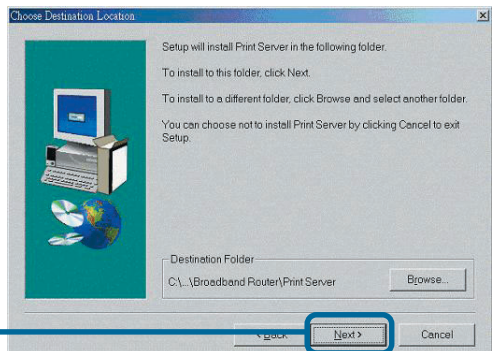 Choose Destination Location
Setup will install Print Server in the following folder.
To install to this folder, click Next.
To install to a different folder, click Browse and select another folder.
You can choose not to install Print Server by clicking Cancel to exit
Setup.
Destination Folder
C:\...\Broadband Router\Print Server
Browse...
< Back
Next >
Cancel